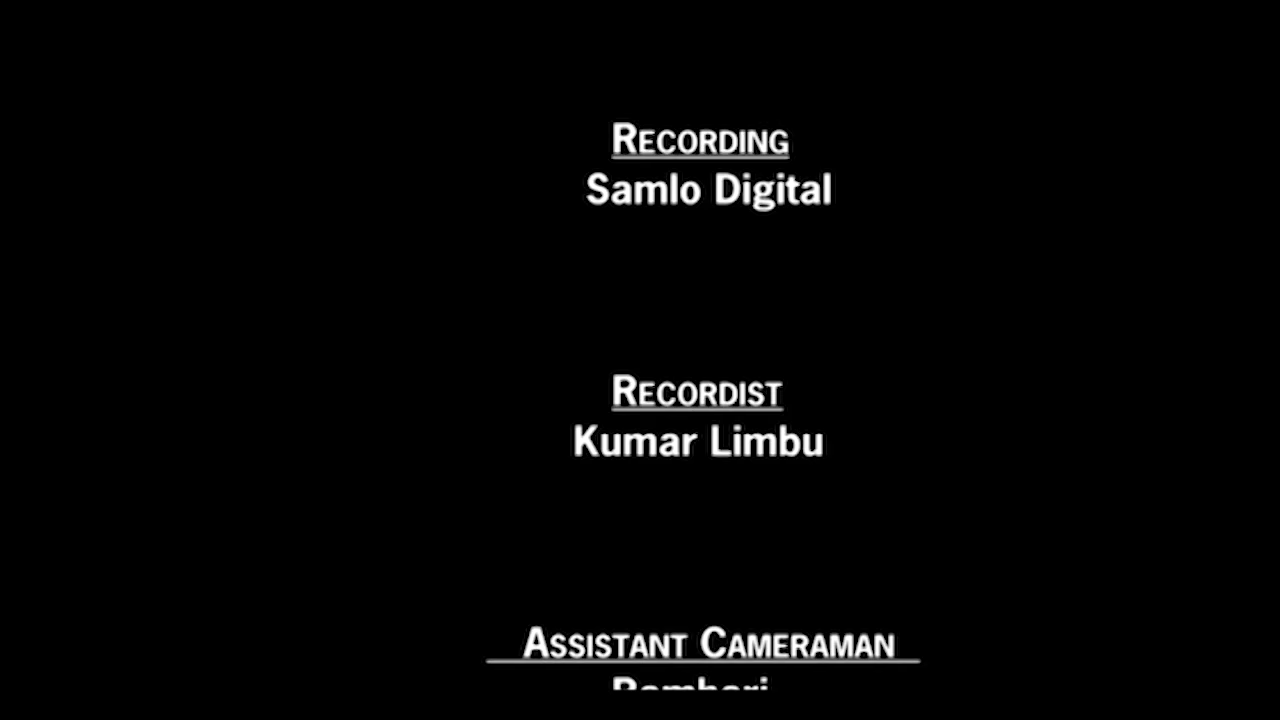 RECORDING
Samlo Digital
RECORDIST
Kumar Limbu
ASSISTANT CAMERAMAN